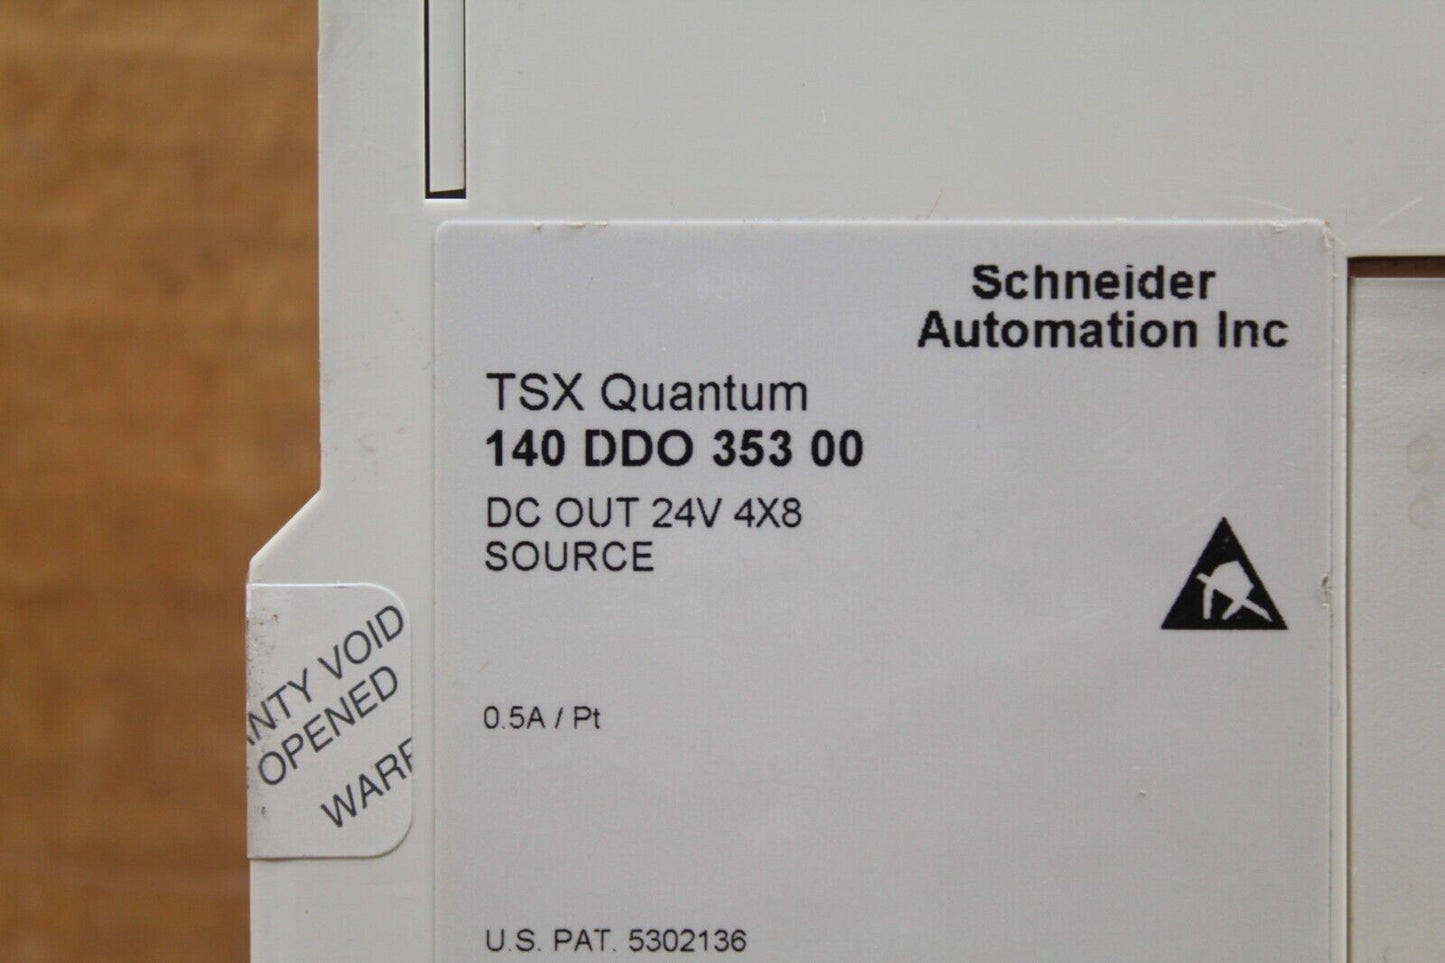 Schneider
Automation Inc
TSX Quantum
140 DDO 353 00
DC OUT 24V 4X8
SOURCE
0.5A / Pt
U.S. PAT. 5302136
NTY VOID
OPENED
WARR